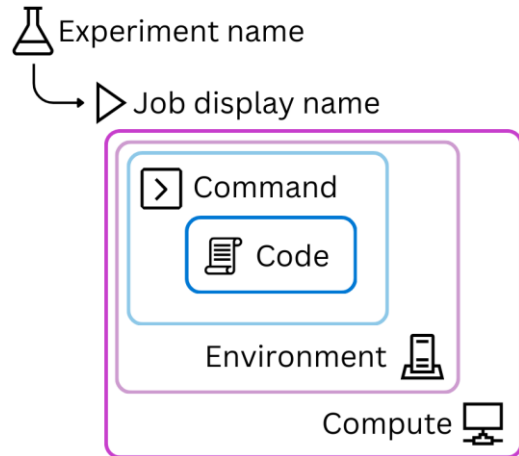 Experiment name
Job display name
Command
Code
Environment
Compute